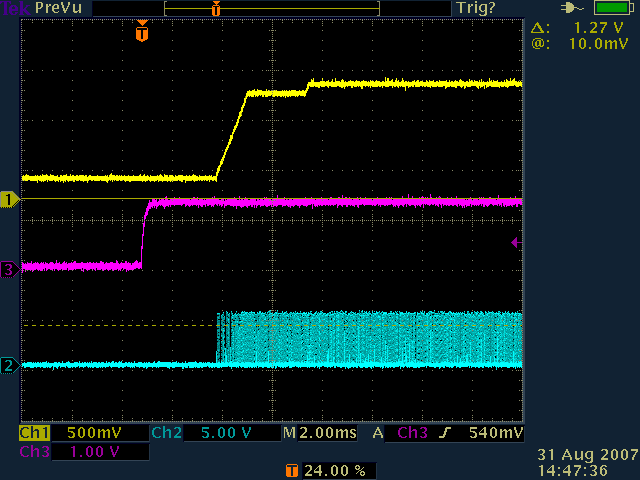 Tek PreVu Trig?
T
T
Δ: 1.27 V
@: 10.0mV
1
3
2
Ch1 500mV Ch2 5.00 V M 2.00ms A Ch3 540mV
Ch3 1.00 V
T 24.00 %
31 Aug 2007
14:47:36